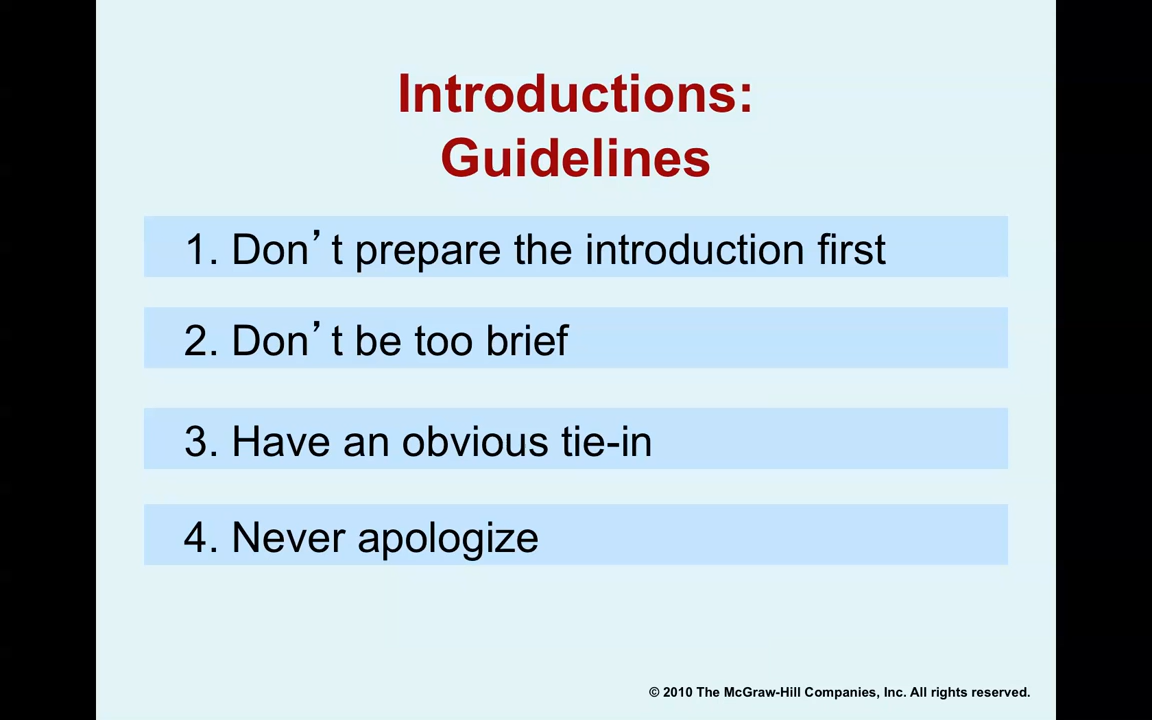 Introductions:
Guidelines
1. Don’t prepare the introduction first
2. Don’t be too brief
3. Have an obvious tie-in
4. Never apologize
© 2010 The McGraw-Hill Companies, Inc. All rights reserved.